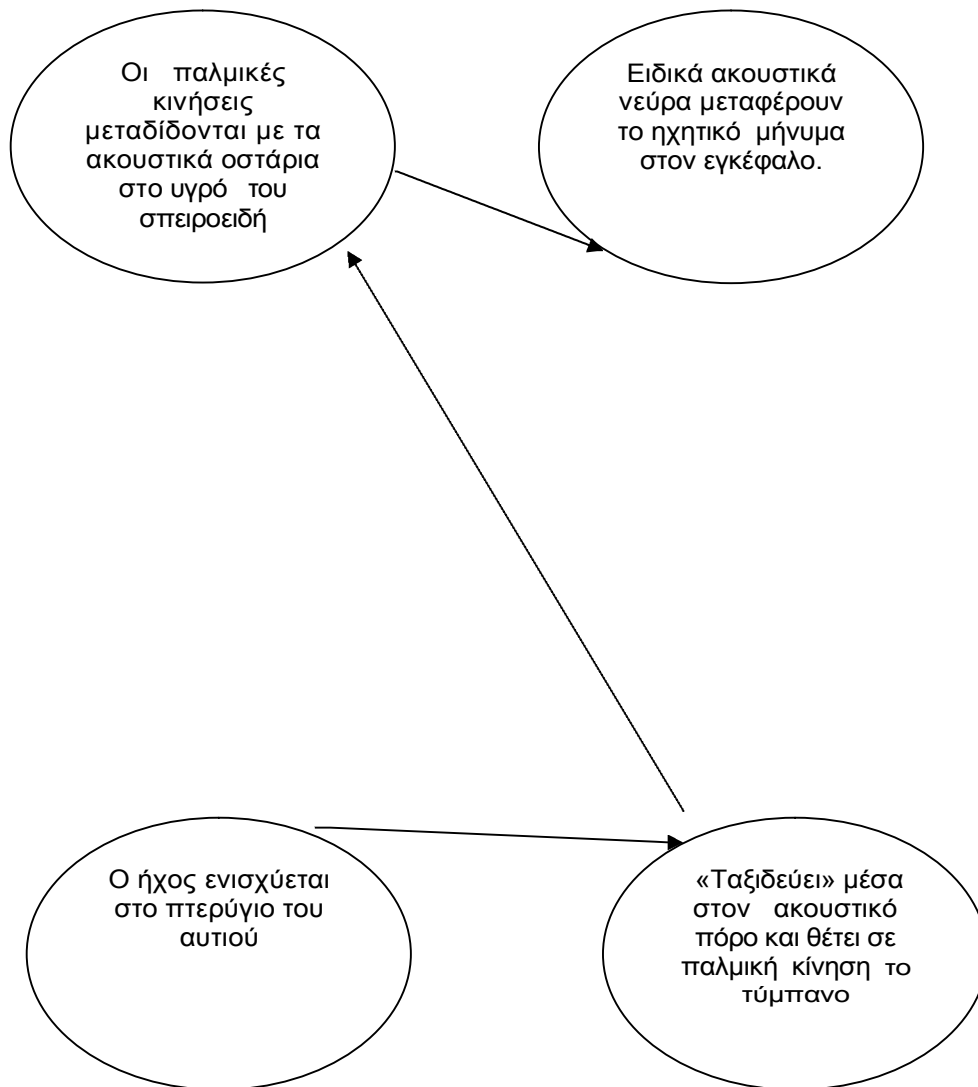 Οι παλμικές
κινήσεις
μεταδίδονται με τα
ακουστικά οστάρια
στο υγρό του
σπειροειδή
Ειδικά ακουστικά
νεύρα μεταφέρουν
το ηχητικό μήνυμα
στον εγκέφαλο.
Ο ήχος ενισχύεται
στο πτερύγιο του
αυτιού
«Ταξιδεύει» μέσα
στον ακουστικό
πόρο και θέτει σε
παλμική κίνηση το
τύμπανο